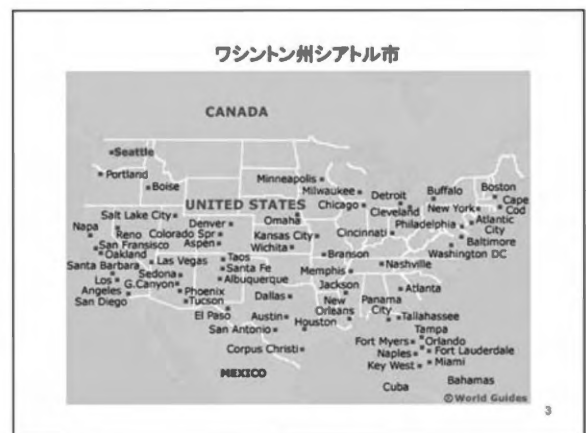 ワシントン州シアトル市
CANADA
Seattle
Portland
Boise
Minneapolis
Milwaukee
Detroit
Buffalo
Boston
UNITED STATES
Chicago
Cleveland
New York
Cape
Cod
Salt Lake City
Denver
Omaha
Philadelphia
Atlantic
City
Napa
Reno
Colorado Spr
Kansas City
Cincinnati
Baltimore
San Fransisco
Aspen
Wichita
Washington DC
Oakland
Las Vegas
Taos
Branson
Nashville
Santa Barbara
Sedona
Santa Fe
Memphis
Los
Angeles
G.Canyon
Albuquerque
Jackson
Atlanta
San Diego
Phoenix
Tucson
Dallas
New
Orleans
Panama
City
El Paso
Austin
Houston
Tallahassee
San Antonio
Tampa
Orlando
Corpus Christi
Fort Myers
Fort Lauderdale
Naples
Miami
MEXICO
Key West
Cuba
Bahamas
©World Guides
3